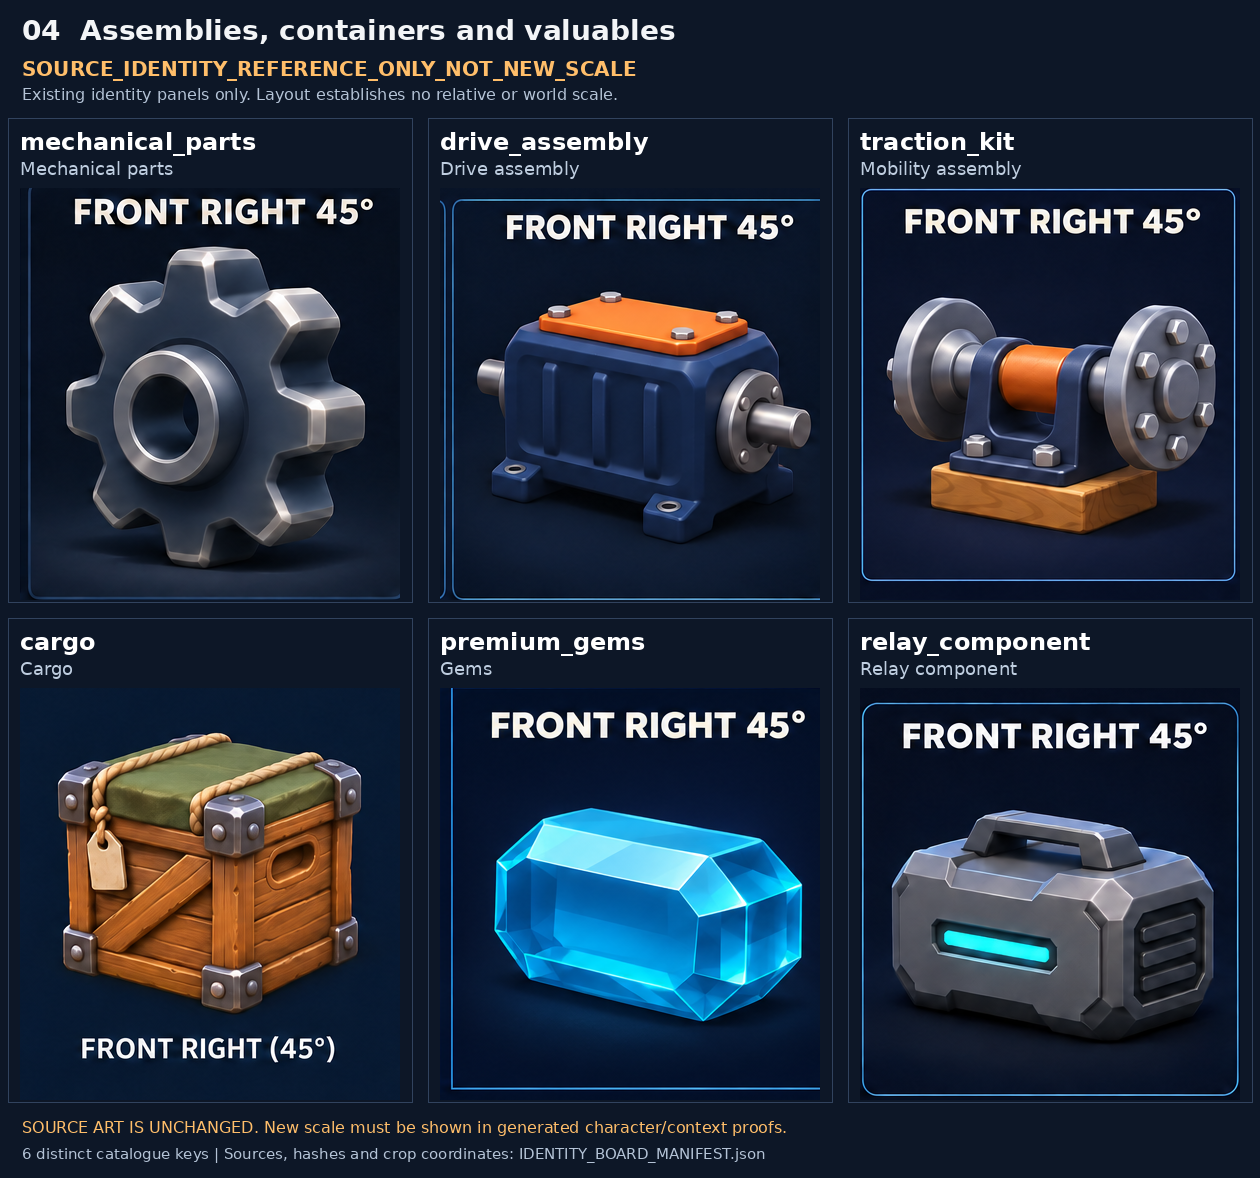 04  Assemblies, containers and valuables
SOURCE_IDENTITY_REFERENCE_ONLY_NOT_NEW_SCALE
Existing identity panels only. Layout establishes no relative or world scale.
mechanical_parts
Mechanical parts
FRONT RIGHT 45°
drive_assembly
Drive assembly
FRONT RIGHT 45°
traction_kit
Mobility assembly
FRONT RIGHT 45°
cargo
Cargo
FRONT RIGHT (45°)
premium_gems
Gems
FRONT RIGHT 45°
relay_component
Relay component
FRONT RIGHT 45°
SOURCE ART IS UNCHANGED. New scale must be shown in generated character/context proofs.
6 distinct catalogue keys | Sources, hashes and crop coordinates: IDENTITY_BOARD_MANIFEST.json